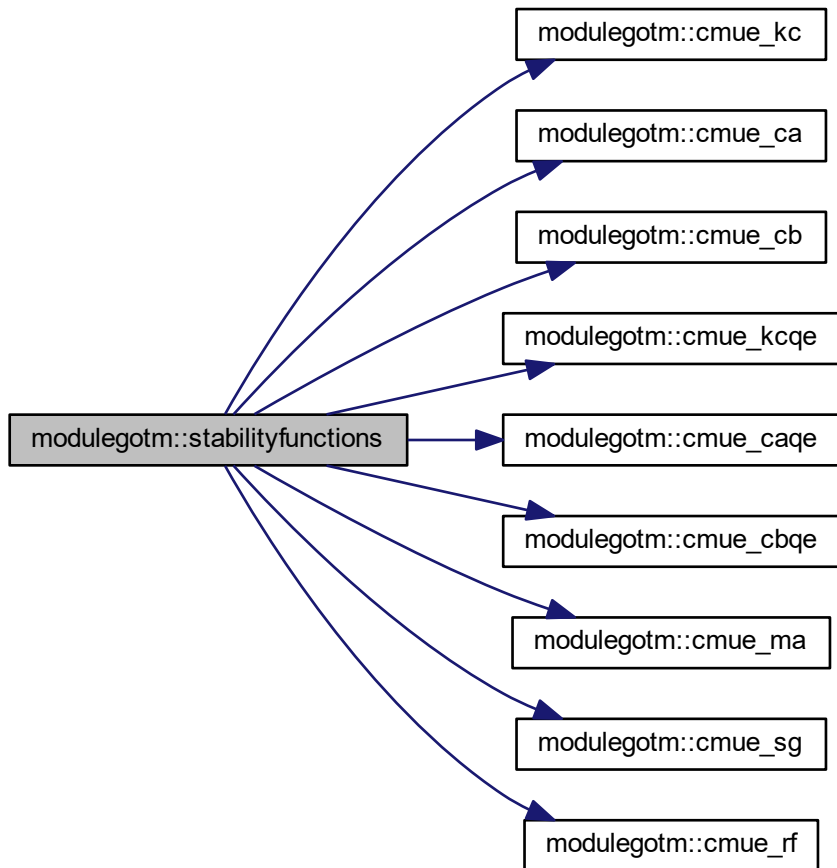 modulegotm::cmue_kc
modulegotm::cmue_ca
modulegotm::cmue_cb
modulegotm::cmue_kcqe
modulegotm::stabilityfunctions
modulegotm::cmue_caqe
modulegotm::cmue_cbqe
modulegotm::cmue_ma
modulegotm::cmue_sg
modulegotm::cmue_rf